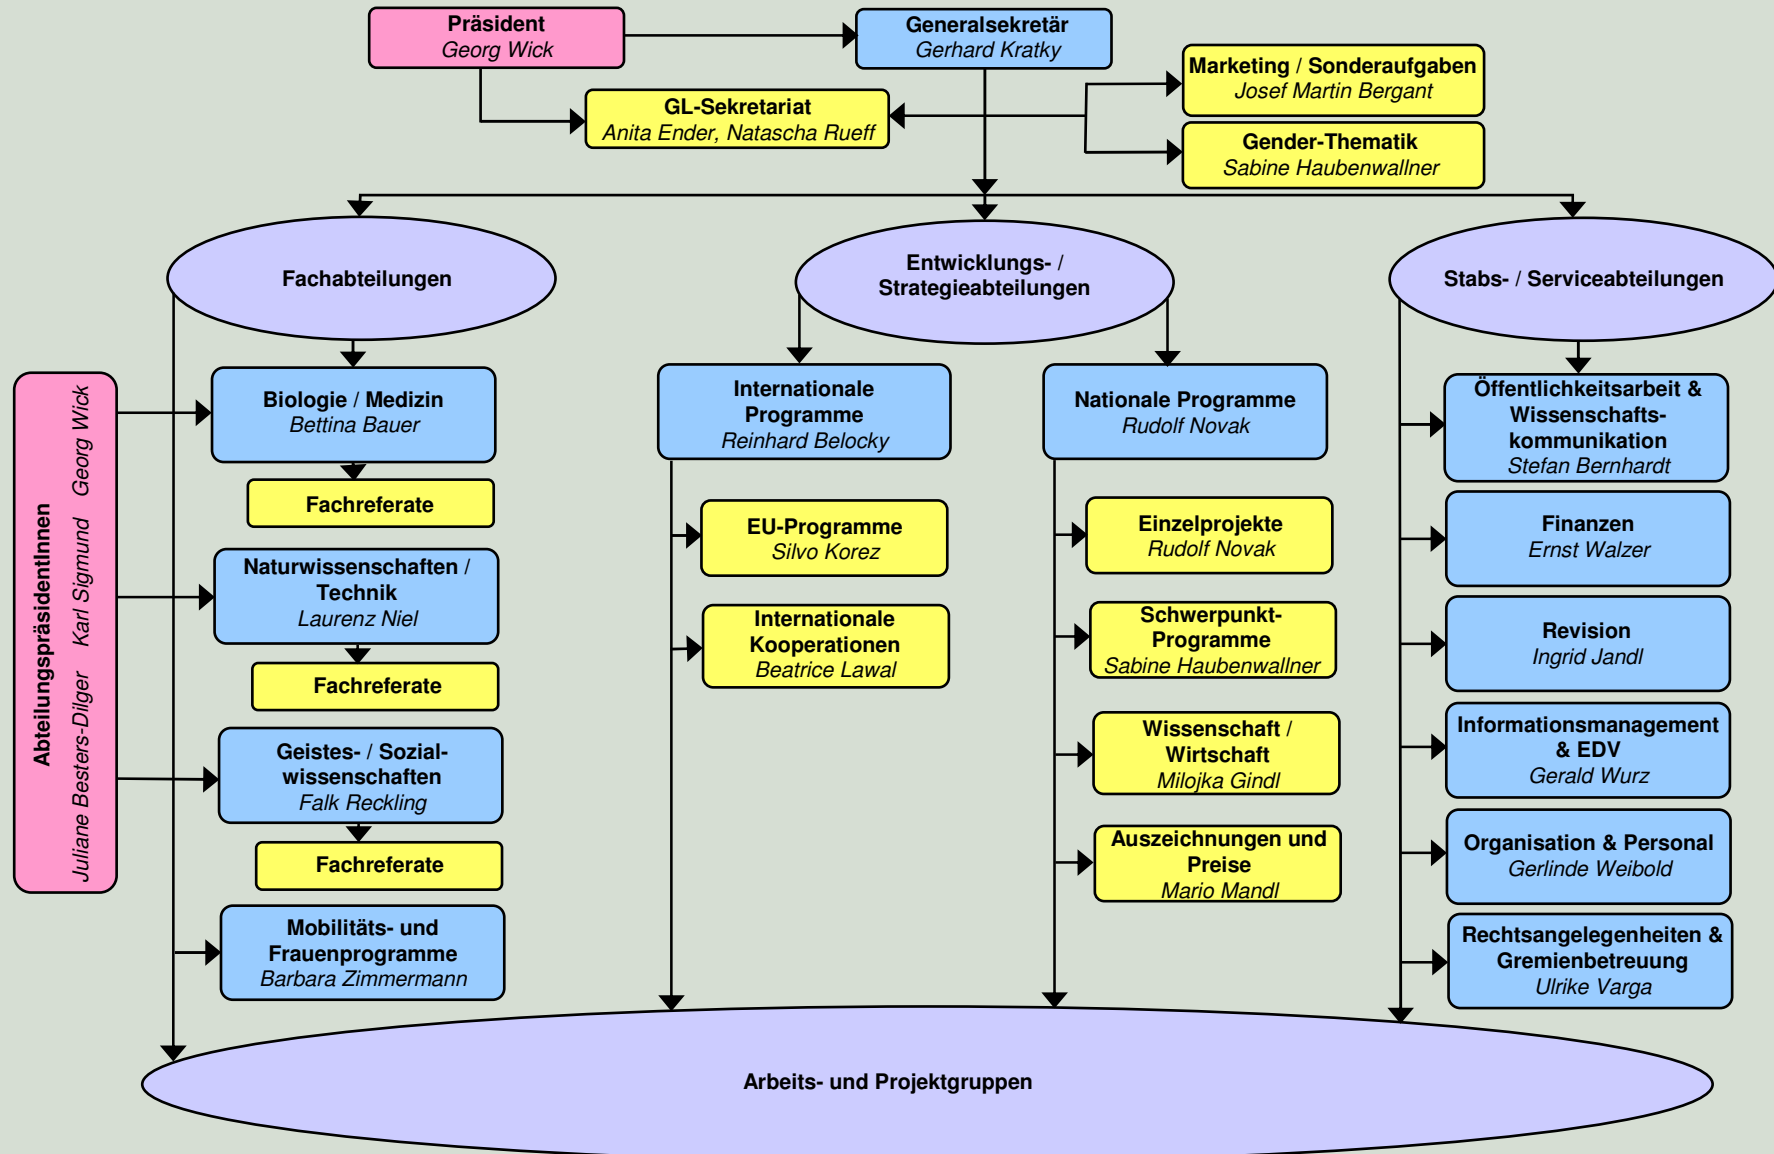 Präsident
Georg Wick
Generalsekretär
Gerhard Kratky
GL-Sekretariat
Anita Ender, Natascha Rueff
Marketing / Sonderaufgaben
Josef Martin Bergant
Gender-Thematik
Sabine Haubenwallner
Fachabteilungen
Entwicklungs- /
Strategieabteilungen
Stabs- / Serviceabteilungen
AbteilungspräsidentInnen
Juliane Besters-Dilger Karl Sigmund Georg Wick
Biologie / Medizin
Bettina Bauer
Fachreferate
Naturwissenschaften /
Technik
Laurenz Niel
Fachreferate
Geistes- / Sozial-
wissenschaften
Falk Reckling
Fachreferate
Mobilitäts- und
Frauenprogramme
Barbara Zimmermann
Internationale
Programme
Reinhard Belocky
EU-Programme
Silvo Korez
Internationale
Kooperationen
Beatrice Lawal
Nationale Programme
Rudolf Novak
Einzelprojekte
Rudolf Novak
Schwerpunkt-
Programme
Sabine Haubenwallner
Wissenschaft /
Wirtschaft
Milojka Gindl
Auszeichnungen und
Preise
Mario Mandl
Öffentlichkeitsarbeit &
Wissenschafts-
kommunikation
Stefan Bernhardt
Finanzen
Ernst Walzer
Revision
Ingrid Jandl
Informationsmanagement
& EDV
Gerald Wurz
Organisation & Personal
Gerlinde Weibold
Rechtsangelegenheiten &
Gremienbetreuung
Ulrike Varga
Arbeits- und Projektgruppen